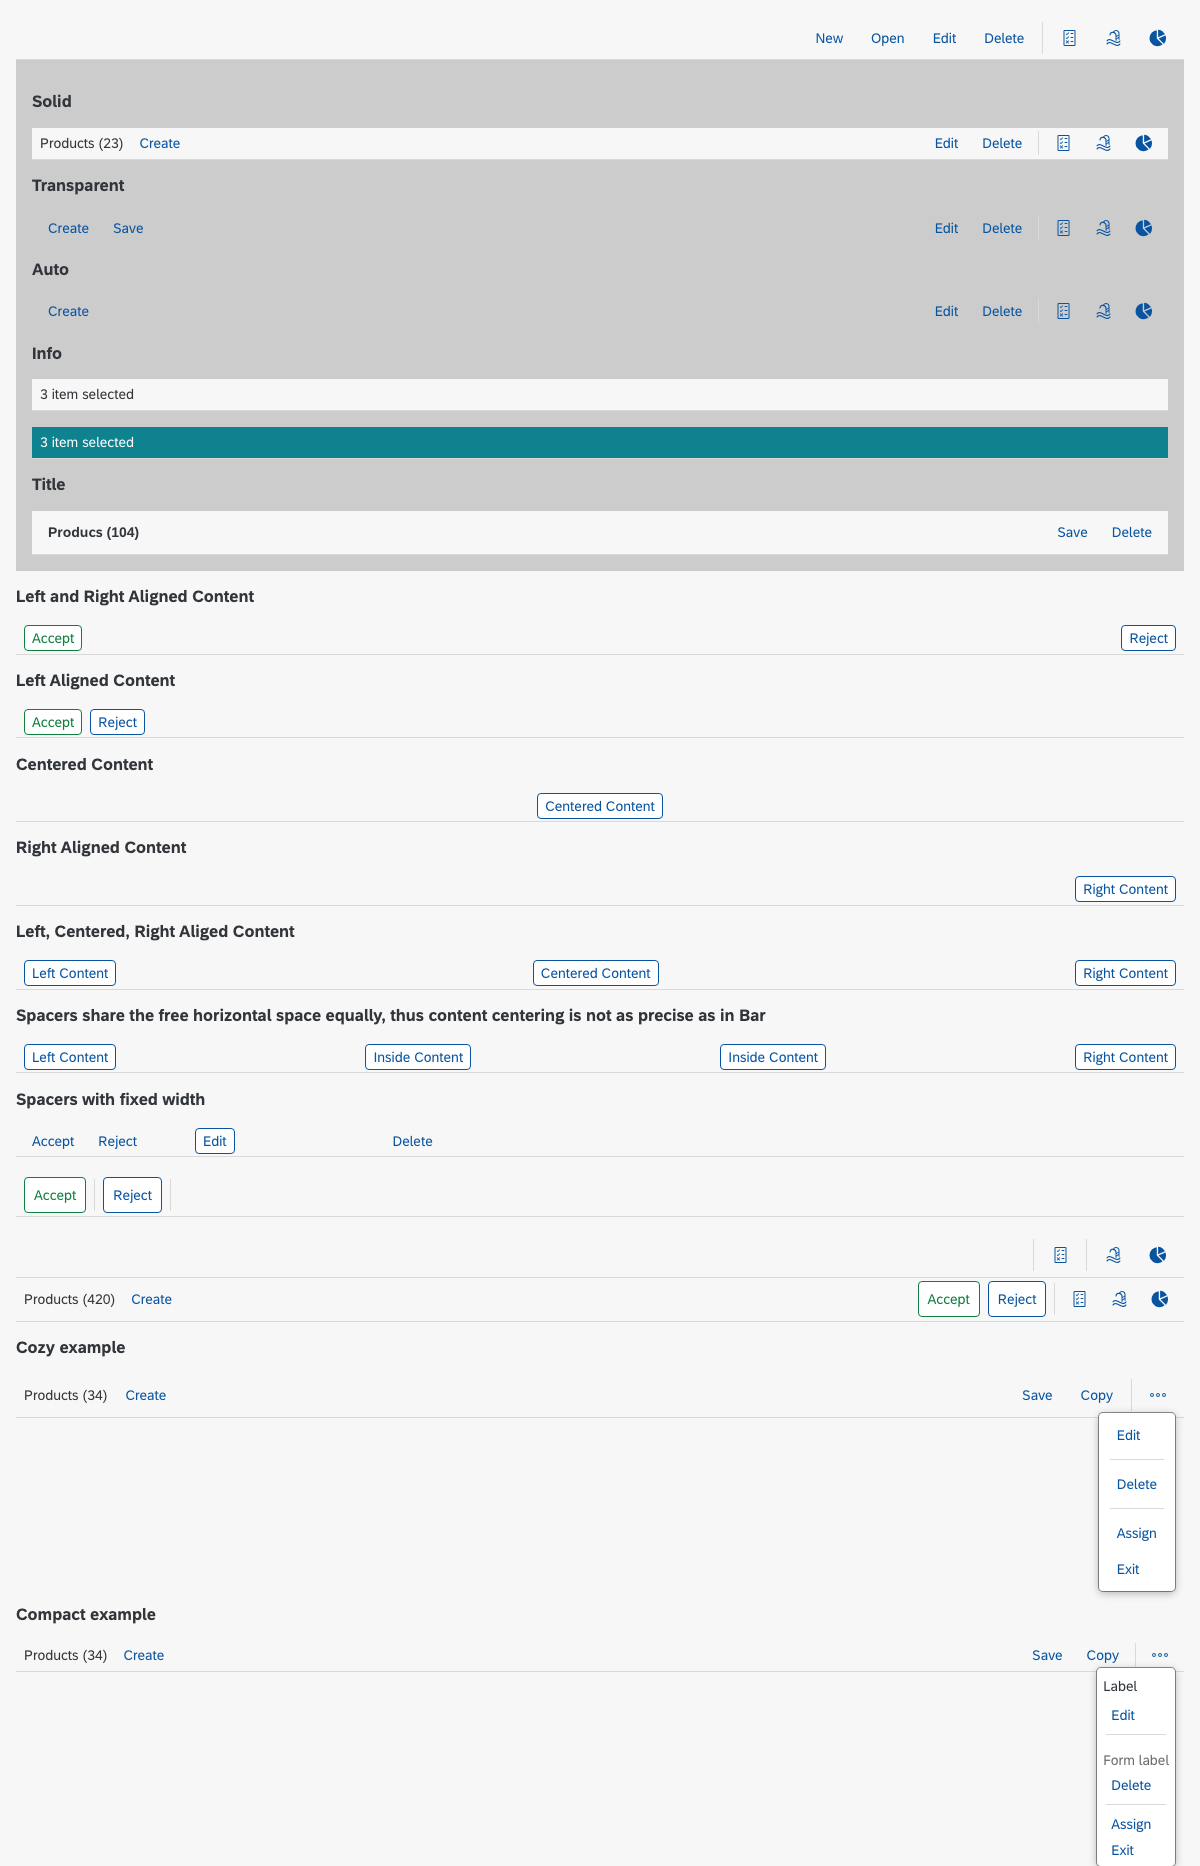 New Open Edit Delete
Solid
Products (23) Create Edit Delete
Transparent
Create Save Edit Delete
Auto
Create Edit Delete
Info
3 item selected
3 item selected
Title
Producs (104) Save Delete
Left and Right Aligned Content
Accept Reject
Left Aligned Content
Accept Reject
Centered Content
Centered Content
Right Aligned Content
Right Content
Left, Centered, Right Aliged Content
Left Content Centered Content Right Content
Spacers share the free horizontal space equally, thus content centering is not as precise as in Bar
Left Content Inside Content Inside Content Right Content
Spacers with fixed width
Accept Reject Edit Delete
Accept Reject
Products (420) Create Accept Reject
Cozy example
Products (34) Create Save Copy
Edit
Delete
Assign
Exit
Compact example
Products (34) Create Save Copy
Label
Edit
Form label
Delete
Assign
Exit